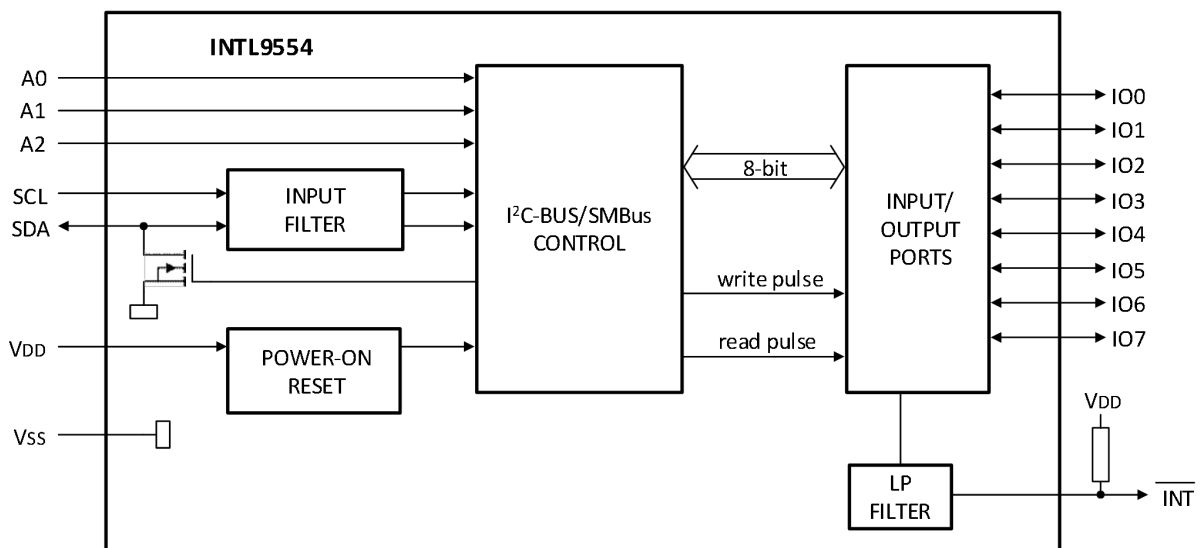 INTL9554
A0
A1
A2
SCL
SDA
VDD
VSS
INPUT
FILTER
POWER-ON
RESET
I²C-BUS/SMBus
CONTROL
8-bit
write pulse
read pulse
INPUT/
OUTPUT
PORTS
IO0
IO1
IO2
IO3
IO4
IO5
IO6
IO7
VDD
LP
FILTER
INT